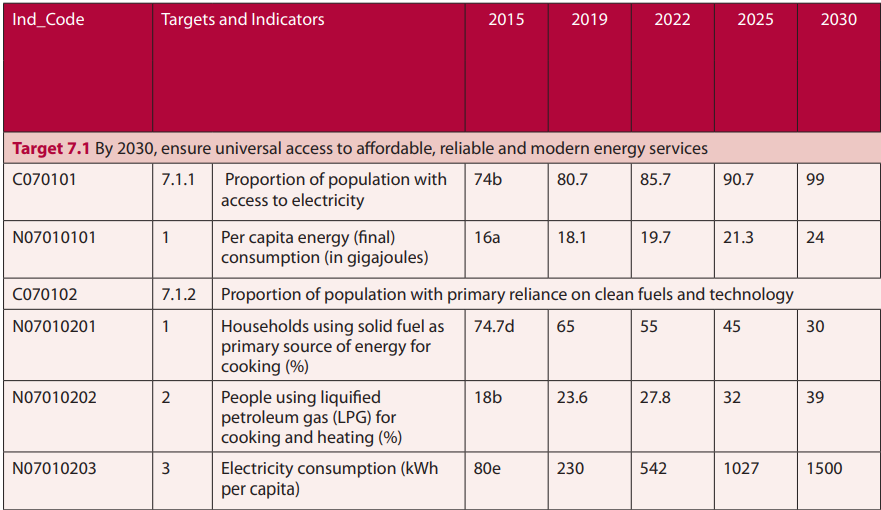 Ind_Code Targets and Indicators 2015 2019 2022 2025 2030
Target 7.1 By 2030, ensure universal access to affordable, reliable and modern energy services
C070101 7.1.1 Proportion of population with 74b 80.7 85.7 90.7 99
access to electricity
N07010101 1 Per capita energy (final) 16a 18.1 19.7 21.3 24
consumption (in gigajoules)
C070102 7.1.2 Proportion of population with primary reliance on clean fuels and technology
N07010201 1 Households using solid fuel as 74.7d 65 55 45 30
primary source of energy for
cooking (%)
N07010202 2 People using liquified 18b 23.6 27.8 32 39
petroleum gas (LPG) for
cooking and heating (%)
N07010203 3 Electricity consumption (kWh 80e 230 542 1027 1500
per capita)